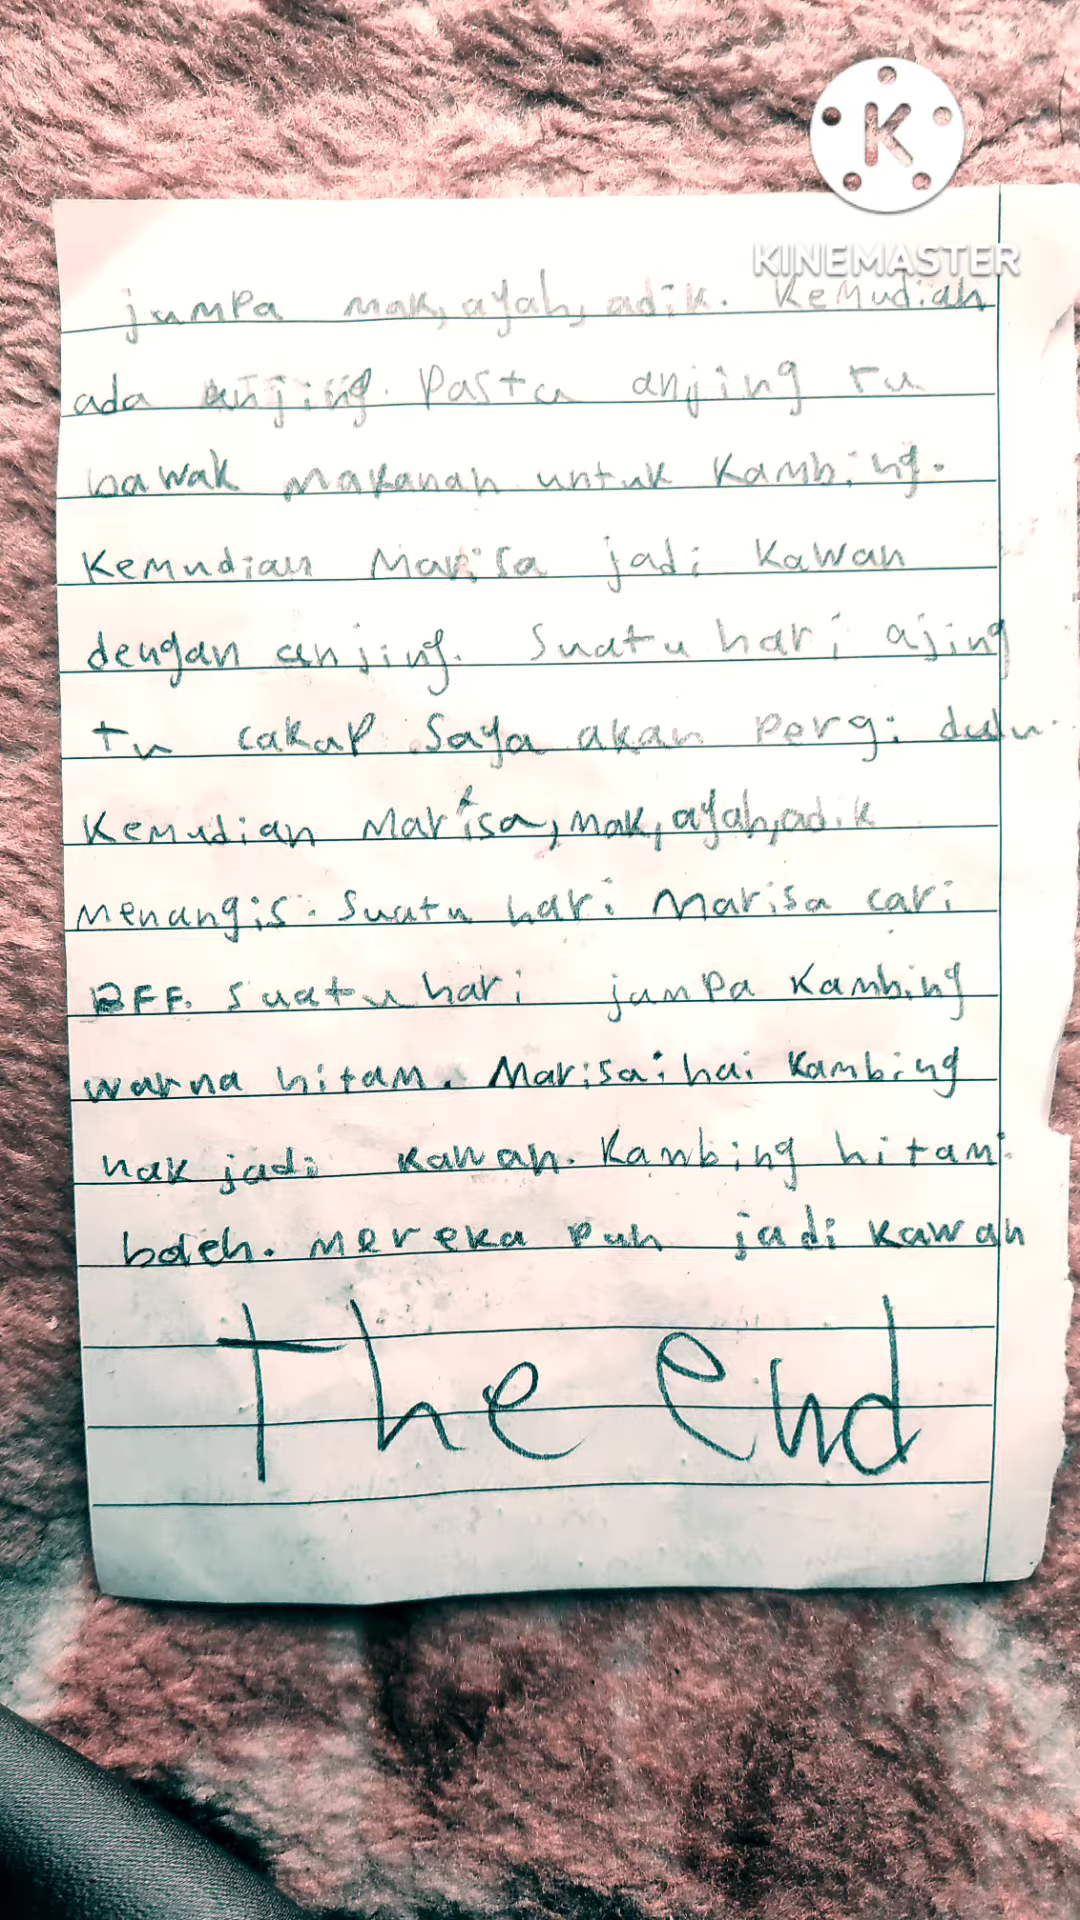 K
KINEMASTER
jumpa mak, ayah, adik. Kemudian
ada anjing. Pastu anjing tu
bawak makanan untuk kambing.
Kemudian Marisa jadi kawan
dengan anjing. Suatu hari ajing
tu cakap saya akan pergi dulu.
Kemudian Marisa, mak, ayah, adik
menangis. Suatu hari Marisa cari
BFF. Suatu hari jumpa kambing
warna hitam. Marisa: hai kambing
nak jadi kawan. Kambing hitam:
boleh. Mereka pun jadi kawan
The end